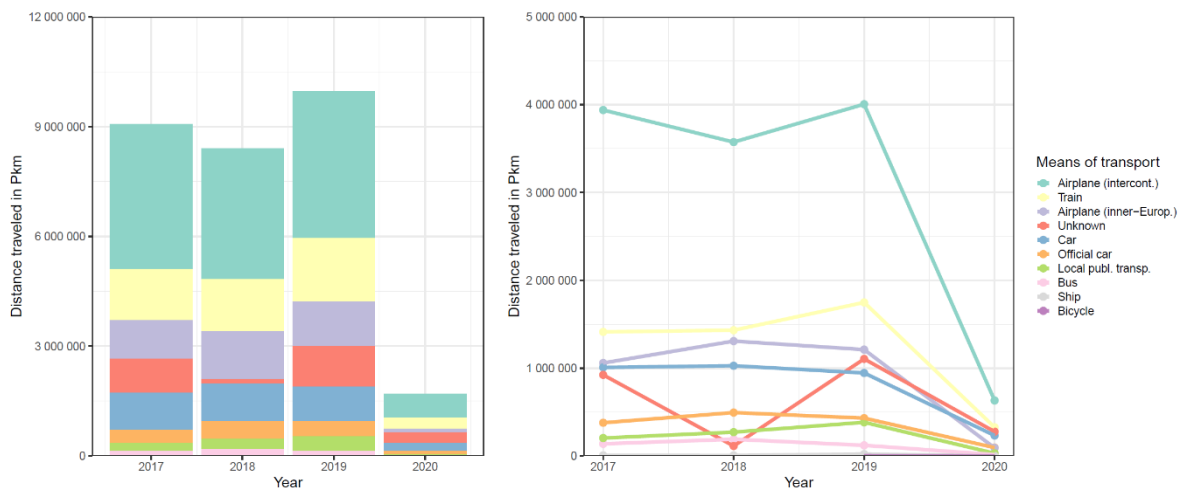 12 000 000
9 000 000
6 000 000
3 000 000
0
Distance traveled in Pkm
2017 2018 2019 2020
Year
5 000 000
4 000 000
3 000 000
2 000 000
1 000 000
0
Distance traveled in Pkm
2017 2018 2019 2020
Year
Means of transport
Airplane (intercont.)
Train
Airplane (inner-Europ.)
Unknown
Car
Official car
Local publ. transp.
Bus
Ship
Bicycle